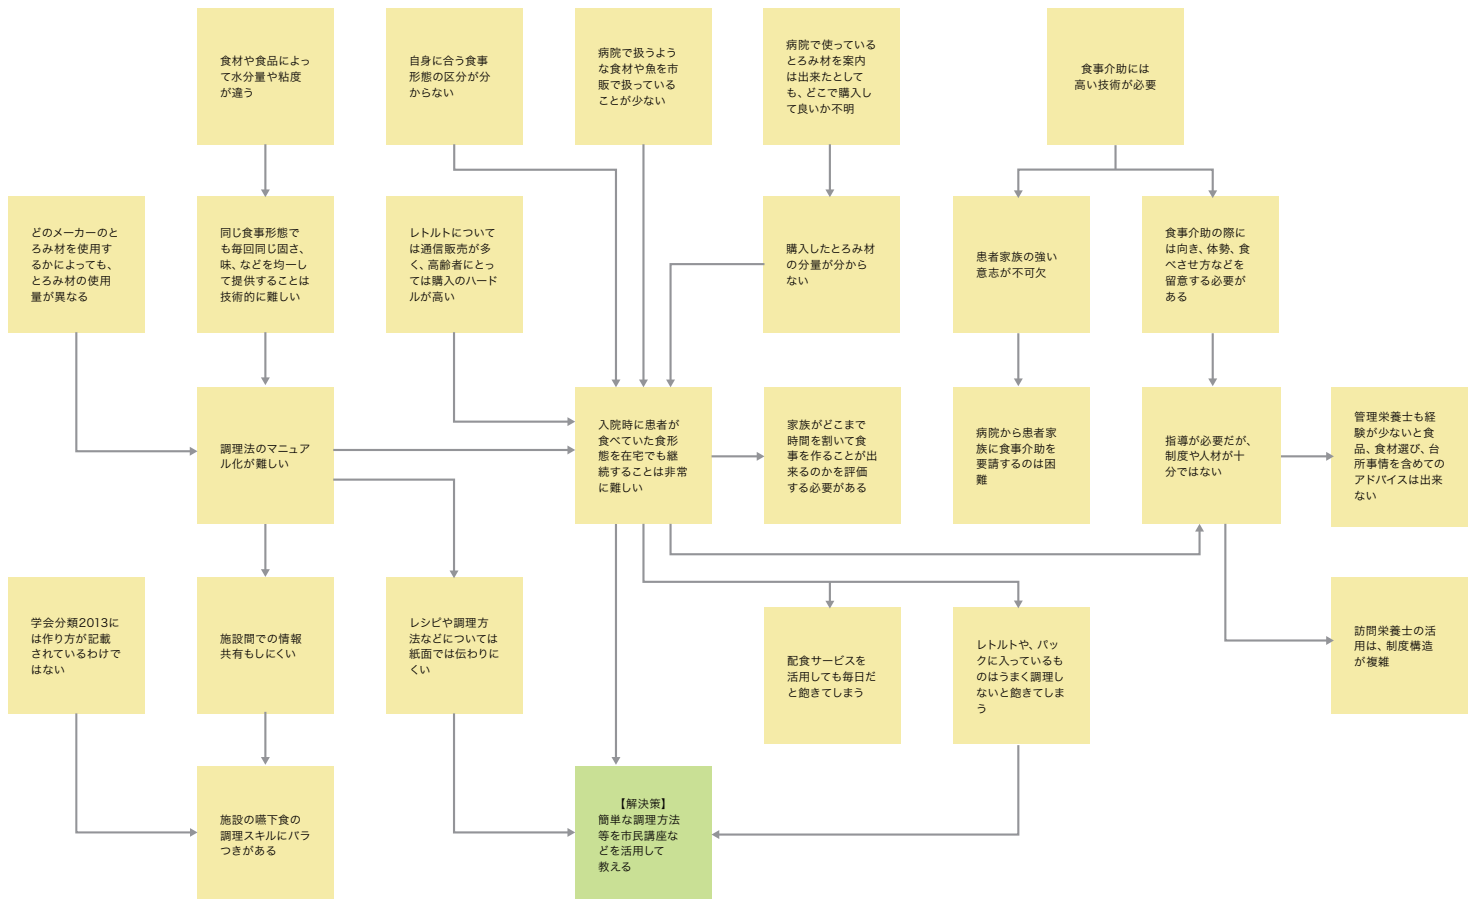 食材や食品によっ
て水分量や粘度
が違う
自身に合う食事
形態の区分が分
からない
病院で扱うよう
な食材や魚を市
販で扱っている
ことが少ない
病院で使っている
とろみ材を案内
は出来たとして
も、どこで購入し
て良いか不明
食事介助には
高い技術が必要
どのメーカーのと
ろみ材を使用す
るかによっても、
とろみ材の使用
量が異なる
同じ食事形態で
も毎回同じ固さ、
味、などを均一し
て提供することは
技術的に難しい
レトルトについて
は通信販売が多
く、高齢者にとっ
ては購入のハード
ルが高い
購入したとろみ材
の分量が分から
ない
患者家族の強い
意志が不可欠
食事介助の際に
は向き、体勢、食
べさせ方などを
留意する必要が
ある
調理法のマニュア
ル化が難しい
入院時に患者が
食べていた食形
態を在宅でも継
続することは非常
に難しい
家族がどこまで
時間を割いて食
事を作ることが出
来るのかを評価
する必要がある
病院から患者家
族に食事介助を
要請するのは困
難
指導が必要だが、
制度や人材が十
分ではない
管理栄養士も経
験が少ないと食
品、食材選び、台
所事情を含めての
アドバイスは出来
ない
学会分類2013に
は作り方が記載
されているわけで
はない
施設間での情報
共有もしにくい
レシピや調理方
法などについては
紙面では伝わりに
くい
配食サービスを
活用しても毎日だ
と飽きてしまう
レトルトや、パッ
クに入っているも
のはうまく調理し
ないと飽きてしま
う
訪問栄養士の活
用は、制度構造
が複雑
施設の嚥下食の
調理スキルにバラ
つきがある
【解決策】
簡単な調理方法
等を市民講座な
どを活用して
教える